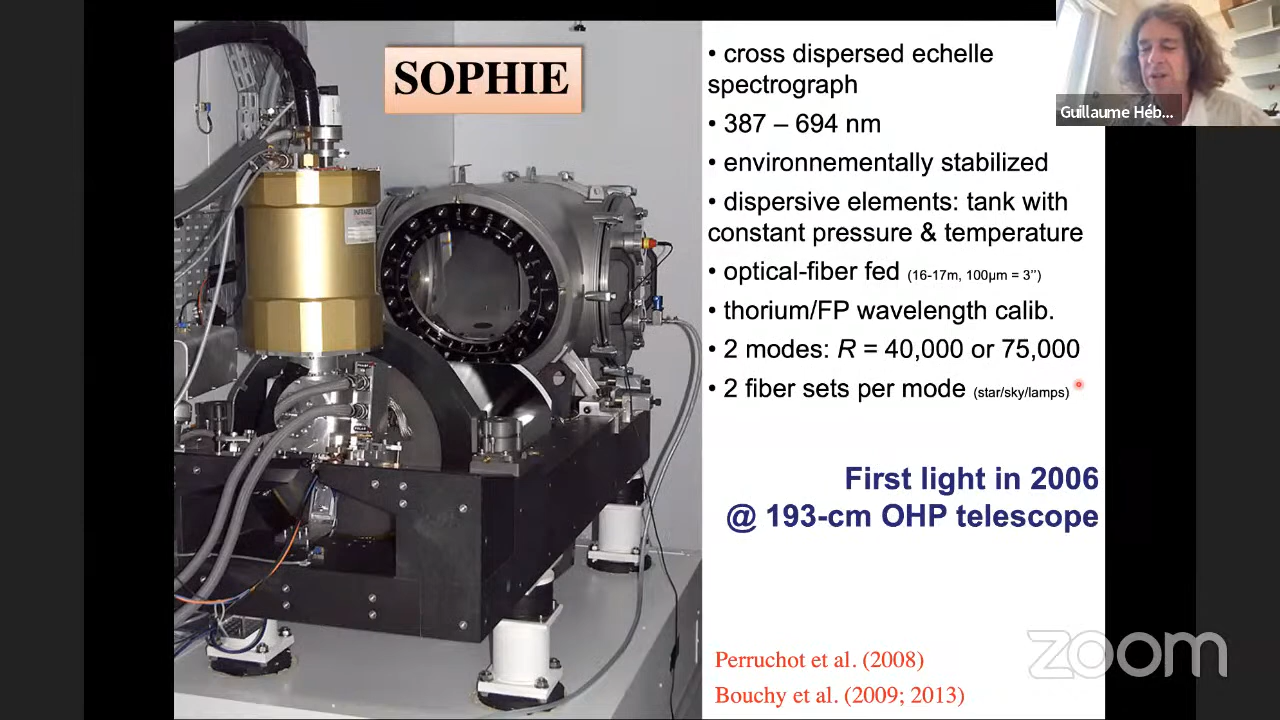 SOPHIE
• cross dispersed echelle
spectrograph
• 387 – 694 nm
• environnementally stabilized
• dispersive elements: tank with
constant pressure & temperature
• optical-fiber fed (16-17m, 100µm = 3’’)
• thorium/FP wavelength calib.
• 2 modes: R = 40,000 or 75,000
• 2 fiber sets per mode (star/sky/lamps)
First light in 2006
@ 193-cm OHP telescope
Perruchot et al. (2008)
Bouchy et al. (2009; 2013)
Guillaume Héb...
zoom